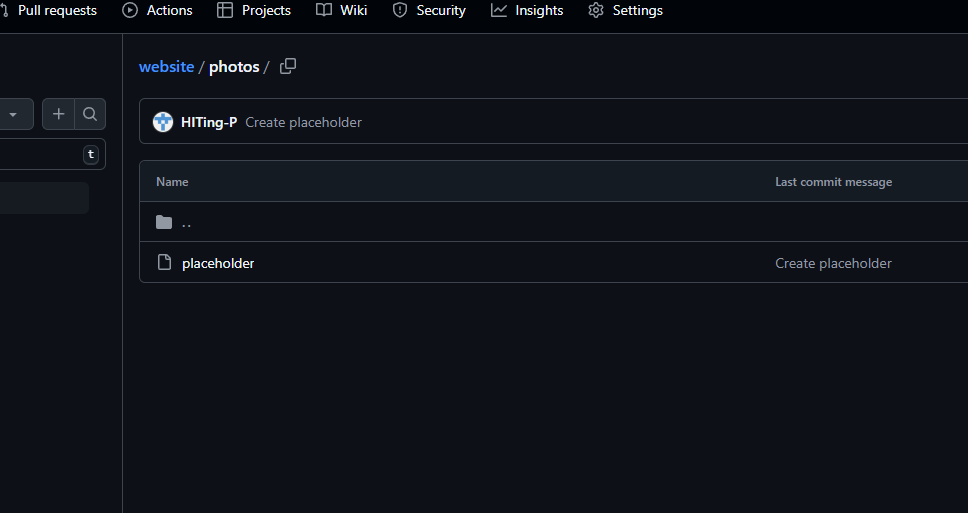 Pull requests Actions Projects Wiki Security Insights Settings
website / photos /
t
HITing-P Create placeholder
Name Last commit message
..
placeholder Create placeholder